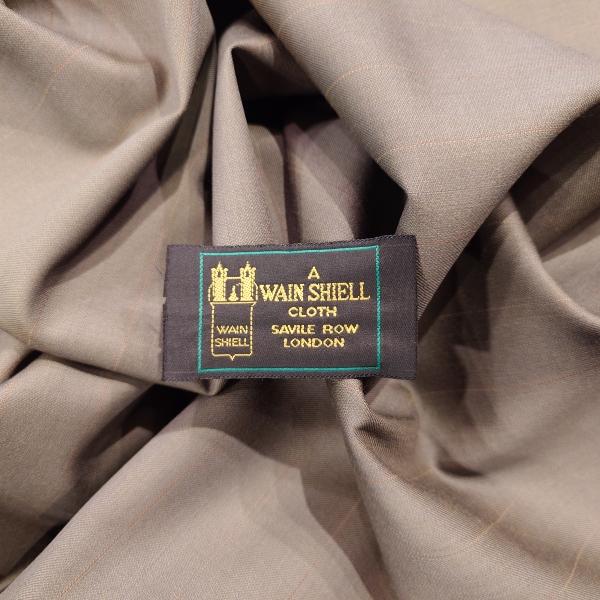 A
WAIN SHIELL
CLOTH
SAVILE ROW
LONDON
WAIN
SHIELL